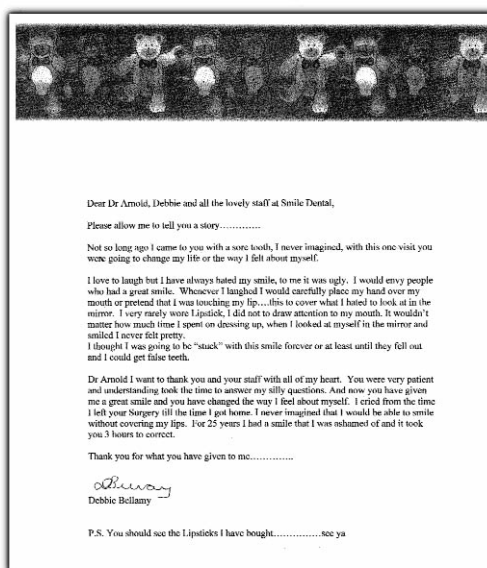 Dear Dr Arnold, Debbie and all the lovely staff at Smile Dental,
Please allow me to tell you a story.............
Not so long ago I came to you with a sore tooth, I never imagined, with this one visit you
were going to change my life or the way I felt about myself.
I love to laugh but I have always hated my smile, to me it was ugly. I would envy people
who had a great smile. Whenever I laughed I would carefully place my hand over my
mouth or pretend that I was touching my lip....this to cover what I hated to look at in the
mirror. I very rarely wore Lipstick, I did not to draw attention to my mouth. It wouldn't
matter how much time I spent on dressing up, when I looked at myself in the mirror and
smiled I never felt pretty.
I thought I was going to be "stuck" with this smile forever or at least until they fell out
and I could get false teeth.
Dr Arnold I want to thank you and your staff with all of my heart. You were very patient
and understanding took the time to answer my silly questions. And now you have given
me a great smile and you have changed the way I feel about myself. I cried from the time
I left your Surgery till the time I got home. I never imagined that I would be able to smile
without covering my lips. For 25 years I had a smile that I was ashamed of and it took
you 3 hours to correct.
Thank you for what you have given to me.............
Debbie Bellamy
P.S. You should see the Lipsticks I have bought...............see ya